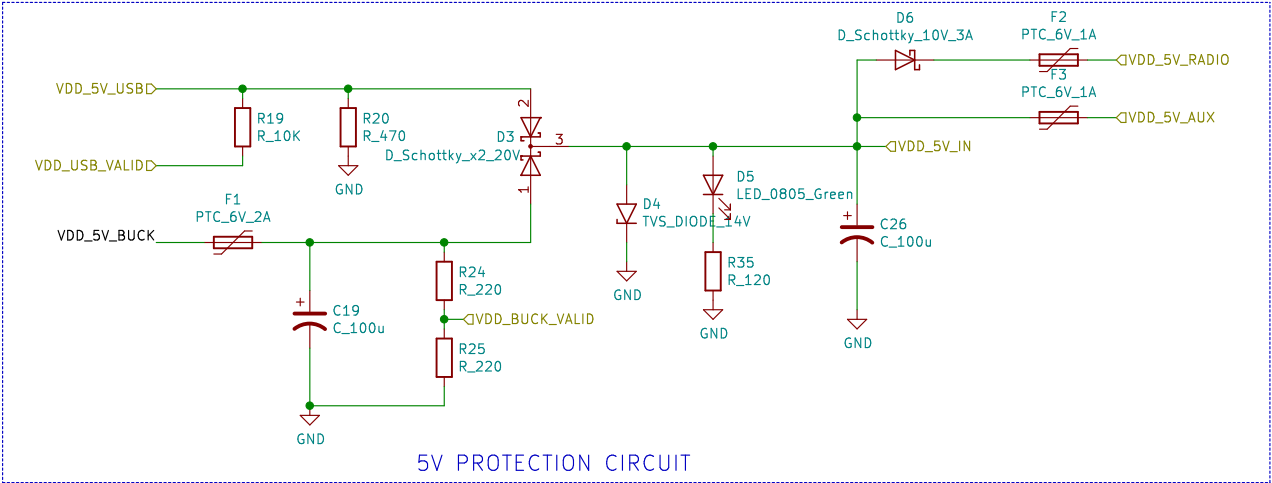 D6
D_Schottky_10V_3A
F2
PTC_6V_1A
VDD_5V_RADIO
F3
PTC_6V_1A
VDD_5V_AUX
VDD_5V_USB
R19
R_10K
R20
R_470
GND
VDD_USB_VALID
2
D3
D_Schottky_x2_20V
3
1
VDD_5V_IN
F1
PTC_6V_2A
VDD_5V_BUCK
D4
TVS_DIODE_14V
GND
D5
LED_0805_Green
R35
R_120
GND
+
C26
C_100u
GND
+
C19
C_100u
GND
R24
R_220
VDD_BUCK_VALID
R25
R_220
5V PROTECTION CIRCUIT